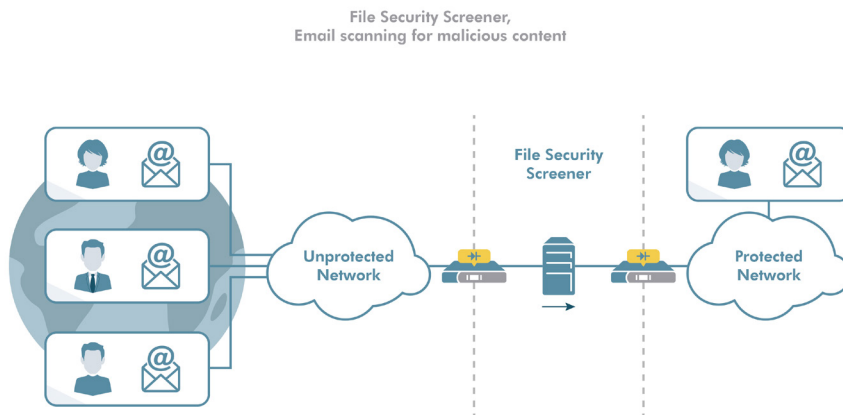 File Security Screener,
Email scanning for malicious content
File Security
Screener
Unprotected
Network
Protected
Network
@
@
@
@